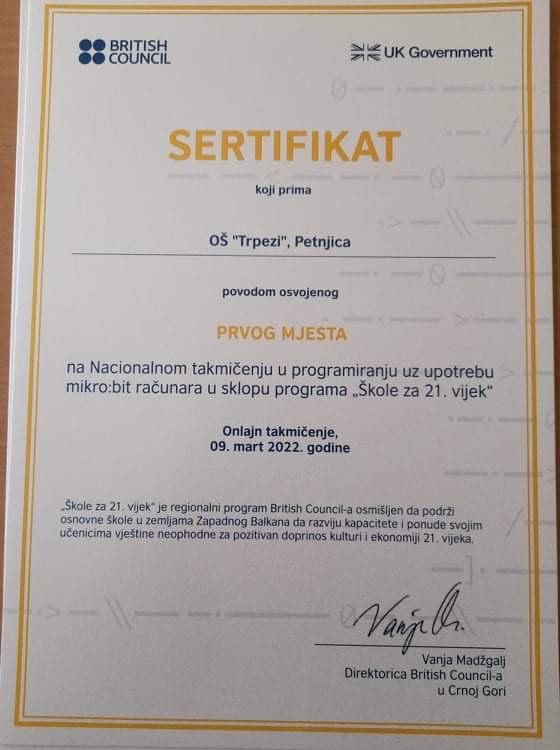 BRITISH
COUNCIL
UK Government
SERTIFIKAT
koji prima
OŠ "Trpezi", Petnjica
povodom osvojenog
PRVOG MJESTA
na Nacionalnom takmičenju u programiranju uz upotrebu
mikro:bit računara u sklopu programa „Škole za 21. vijek“
Onlajn takmičenje,
09. mart 2022. godine
„Škole za 21. vijek“ je regionalni program British Council-a osmišljen da podrži
osnovne škole u zemljama Zapadnog Balkana da razviju kapacitete i ponude svojim
učenicima vještine neophodne za pozitivan doprinos kulturi i ekonomiji 21. vijeka.
Vanja Madžgalj
Direktorica British Council-a
u Crnoj Gori